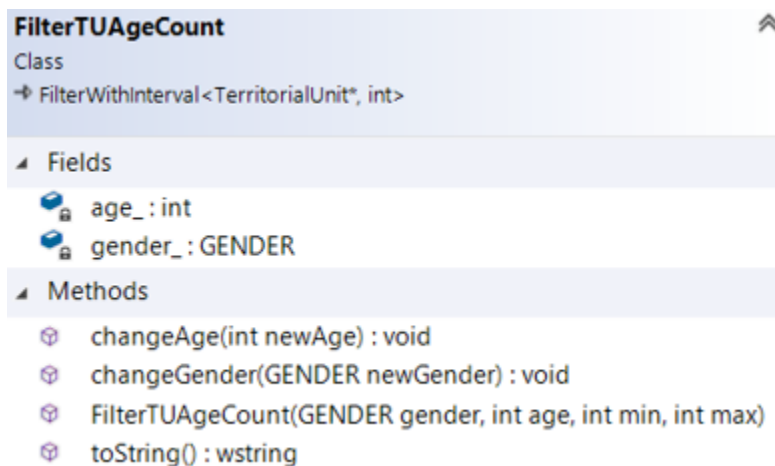 FilterTUAgeCount
Class
FilterWithInterval<TerritorialUnit*, int>
Fields
age_ : int
gender_ : GENDER
Methods
changeAge(int newAge) : void
changeGender(GENDER newGender) : void
FilterTUAgeCount(GENDER gender, int age, int min, int max)
toString() : wstring